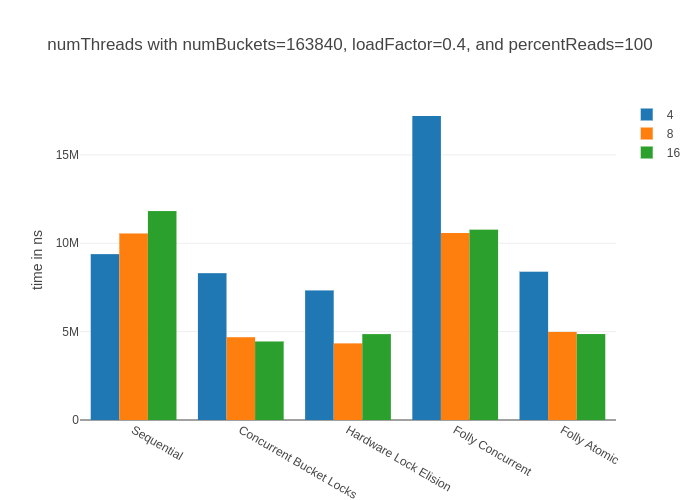 numThreads with numBuckets=163840, loadFactor=0.4, and percentReads=100
4
8
16
15M
10M
5M
0
time in ns
Sequential
Concurrent Bucket Locks
Hardware Lock Elision
Folly Concurrent
Folly Atomic